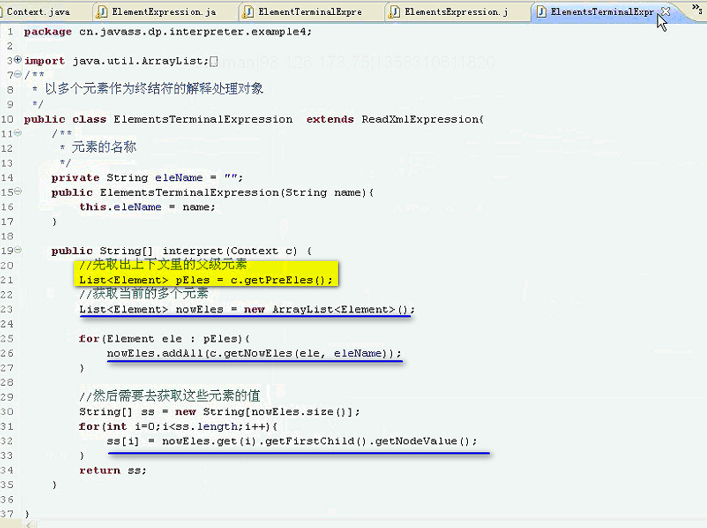 Context.java ElementExpression.ja ElementTerminalExpre ElementsExpression.j ElementsTerminalExpr
1 package cn.javass.dp.interpreter.example4;
2
3 import java.util.ArrayList;
7 /**
8 * 以多个元素作为终结符的解释处理对象
9 */
10 public class ElementsTerminalExpression extends ReadXmlExpression{
11 /**
12 * 元素的名称
13 */
14 private String eleName = "";
15 public ElementsTerminalExpression(String name){
16 this.eleName = name;
17 }
18
19 public String[] interpret(Context c) {
20 //先取出上下文里的父级元素
21 List<Element> pEles = c.getPreEles();
22 //获取当前的多个元素
23 List<Element> nowEles = new ArrayList<Element>();
24
25 for(Element ele : pEles){
26 nowEles.addAll(c.getNowEles(ele, eleName));
27 }
28
29 //然后需要去获取这些元素的值
30 String[] ss = new String[nowEles.size()];
31 for(int i=0;i<ss.length;i++){
32 ss[i] = nowEles.get(i).getFirstChild().getNodeValue();
33 }
34 return ss;
35 }
36
37 }